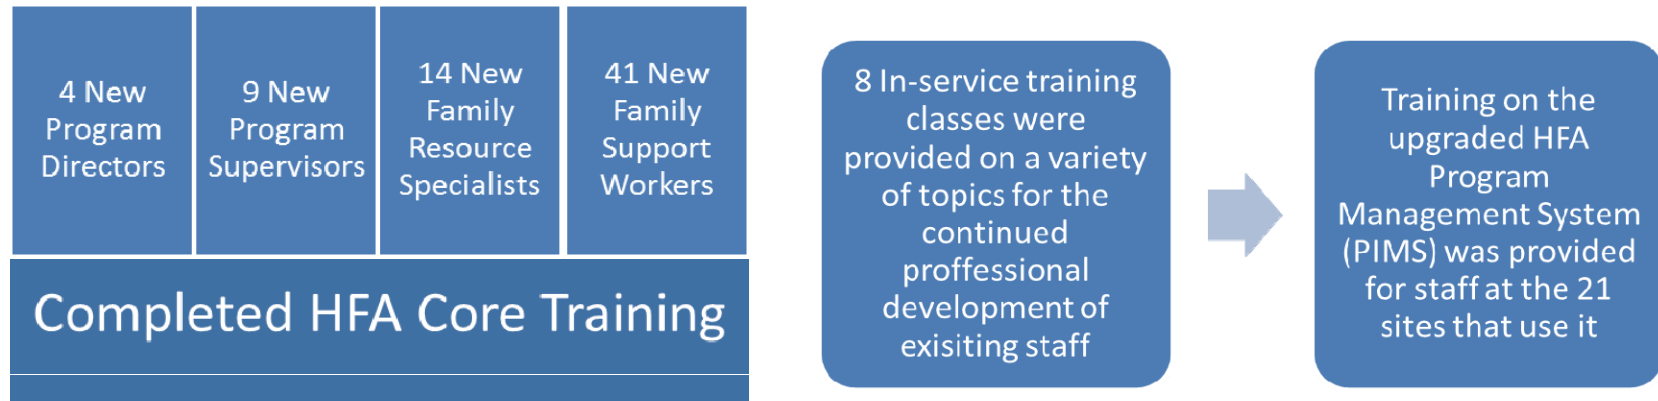 4 New
Program
Directors
9 New
Program
Supervisors
14 New
Family
Resource
Specialists
41 New
Family
Support
Workers
Completed HFA Core Training
8 In-service training
classes were
provided on a variety
of topics for the
continued
proffessional
development of
exisiting staff
Training on the
upgraded HFA
Program
Management System
(PIMS) was provided
for staff at the 21
sites that use it